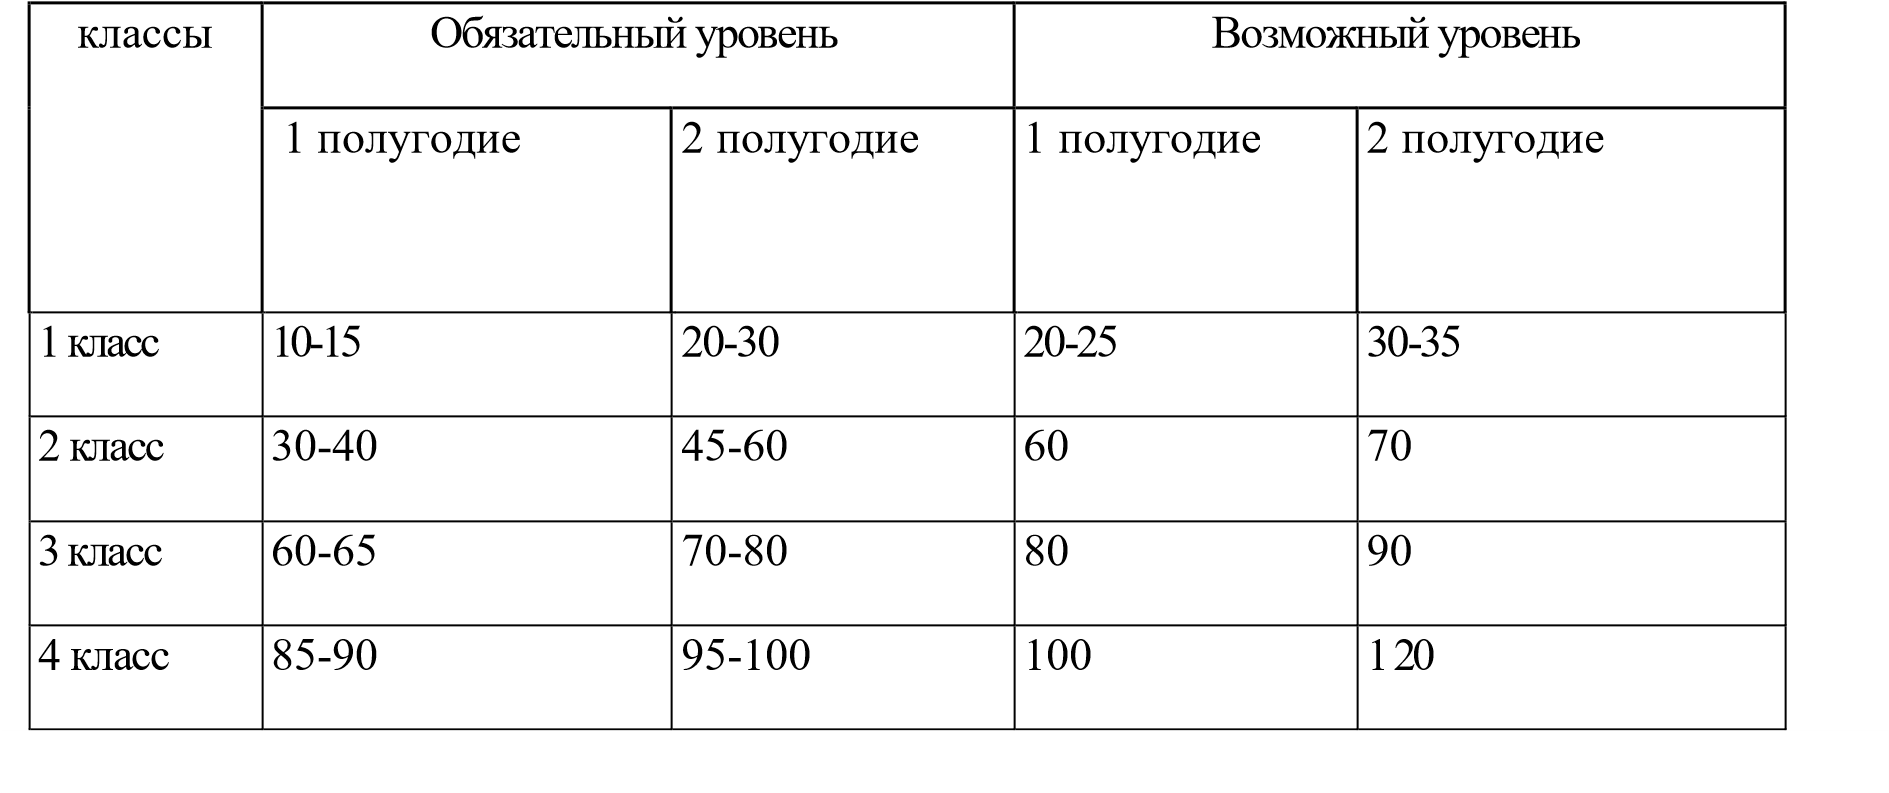 классы Обязательный уровень Возможный уровень
1 полугодие 2 полугодие 1 полугодие 2 полугодие
1 класс 10-15 20-30 20-25 30-35
2 класс 30-40 45-60 60 70
3 класс 60-65 70-80 80 90
4 класс 85-90 95-100 100 120